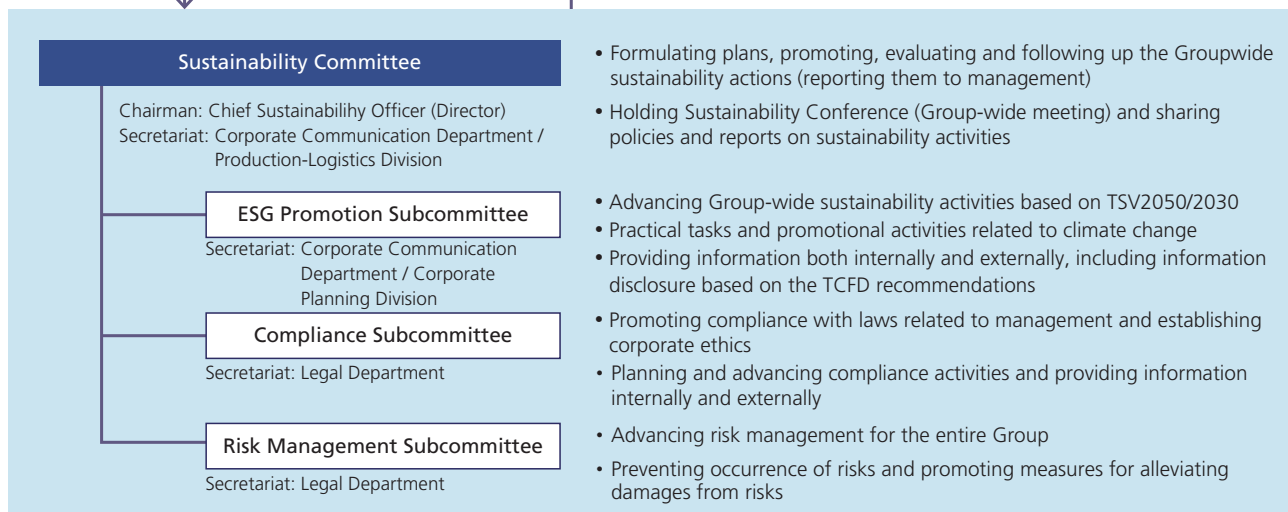 Sustainability Committee
Chairman: Chief Sustainabilihy Officer (Director)
Secretariat: Corporate Communication Department /
Production-Logistics Division
• Formulating plans, promoting, evaluating and following up the Groupwide
sustainability actions (reporting them to management)
• Holding Sustainability Conference (Group-wide meeting) and sharing
policies and reports on sustainability activities
ESG Promotion Subcommittee
Secretariat: Corporate Communication
Department / Corporate
Planning Division
• Advancing Group-wide sustainability activities based on TSV2050/2030
• Practical tasks and promotional activities related to climate change
• Providing information both internally and externally, including information
disclosure based on the TCFD recommendations
Compliance Subcommittee
Secretariat: Legal Department
• Promoting compliance with laws related to management and establishing
corporate ethics
• Planning and advancing compliance activities and providing information
internally and externally
Risk Management Subcommittee
Secretariat: Legal Department
• Advancing risk management for the entire Group
• Preventing occurrence of risks and promoting measures for alleviating
damages from risks